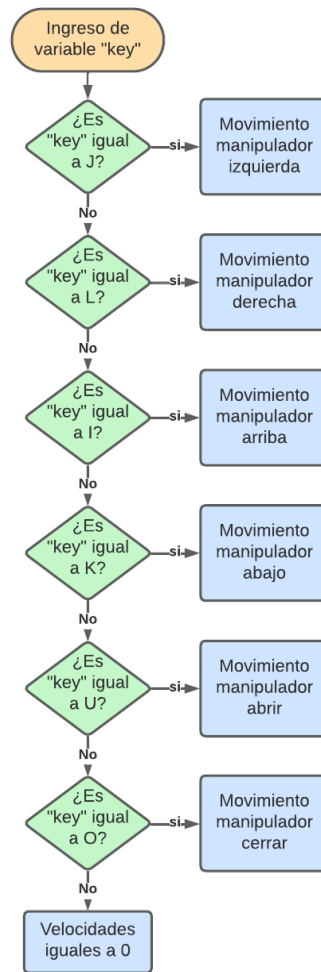 Ingreso de
variable "key"
¿Es
"key" igual
a J?
si
Movimiento
manipulador
izquierda
No
¿Es
"key" igual
a L?
si
Movimiento
manipulador
derecha
No
¿Es
"key" igual
a I?
si
Movimiento
manipulador
arriba
No
¿Es
"key" igual
a K?
si
Movimiento
manipulador
abajo
No
¿Es
"key" igual
a U?
si
Movimiento
manipulador
abrir
No
¿Es
"key" igual
a O?
si
Movimiento
manipulador
cerrar
No
Velocidades
iguales a 0